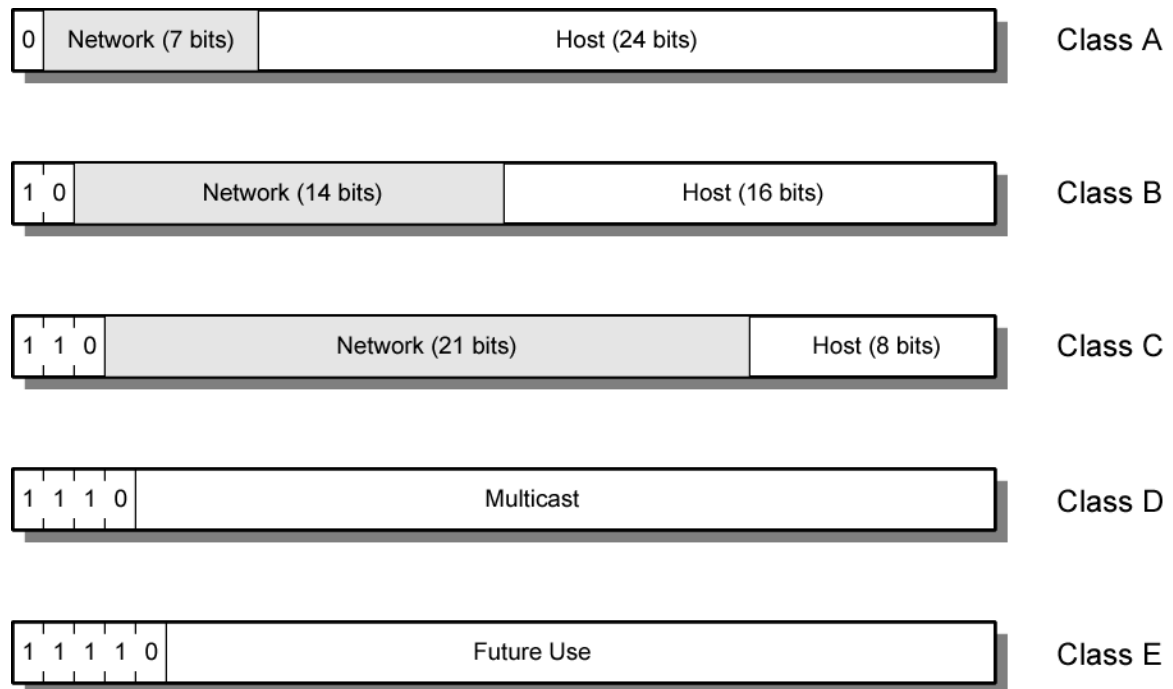 0 Network (7 bits) Host (24 bits) Class A
1 0 Network (14 bits) Host (16 bits) Class B
1 1 0 Network (21 bits) Host (8 bits) Class C
1 1 1 0 Multicast Class D
1 1 1 1 0 Future Use Class E